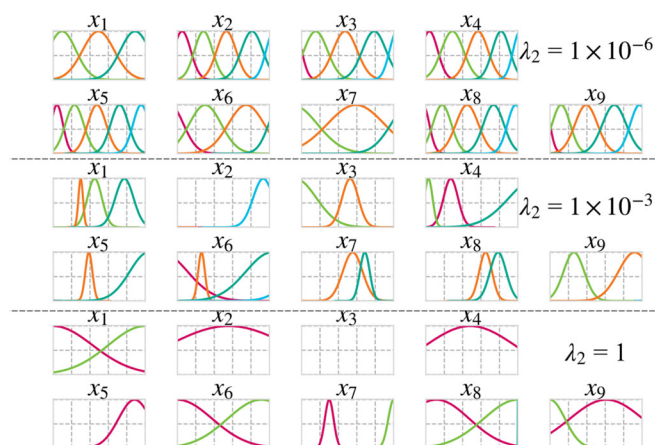 x₁ x₂ x₃ x₄
λ₂ = 1 × 10⁻⁶
x₅ x₆ x₇ x₈ x₉
x₁ x₂ x₃ x₄
λ₂ = 1 × 10⁻³
x₅ x₆ x₇ x₈ x₉
x₁ x₂ x₃ x₄
λ₂ = 1
x₅ x₆ x₇ x₈ x₉